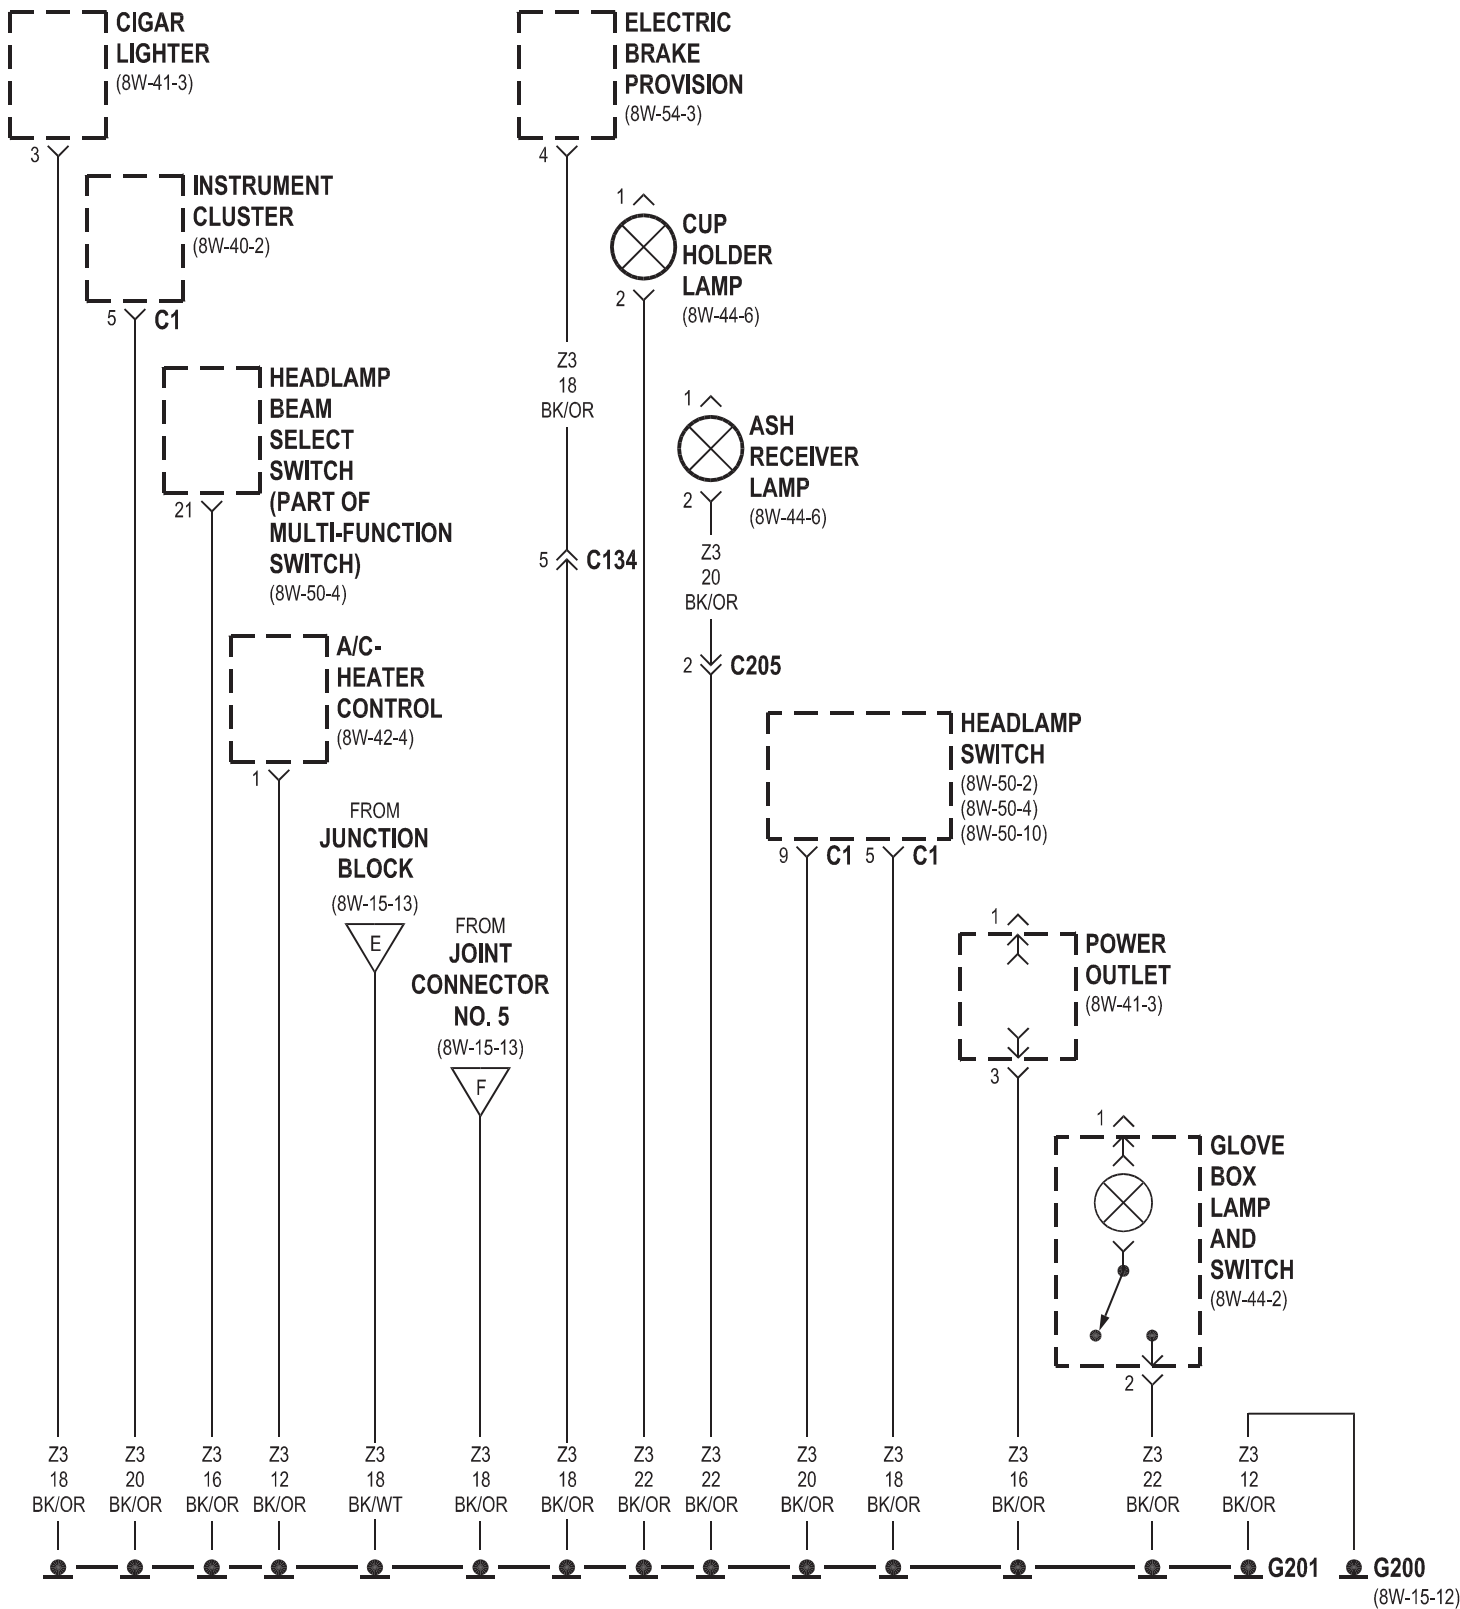 CIGAR
LIGHTER
(8W-41-3)
3
ELECTRIC
BRAKE
PROVISION
(8W-54-3)
4
INSTRUMENT
CLUSTER
(8W-40-2)
5 C1
1
CUP
HOLDER
LAMP
(8W-44-6)
2
Z3
18
BK/OR
HEADLAMP
BEAM
SELECT
SWITCH
(PART OF
MULTI-FUNCTION
SWITCH)
(8W-50-4)
21
1
ASH
RECEIVER
LAMP
(8W-44-6)
2
Z3
20
BK/OR
5 C134
2 C205
A/C-
HEATER
CONTROL
(8W-42-4)
1
HEADLAMP
SWITCH
(8W-50-2)
(8W-50-4)
(8W-50-10)
9 C1 5 C1
FROM
JUNCTION
BLOCK
(8W-15-13)
E
FROM
JOINT
CONNECTOR
NO. 5
(8W-15-13)
F
1
POWER
OUTLET
(8W-41-3)
3
1
GLOVE
BOX
LAMP
AND
SWITCH
(8W-44-2)
2
Z3 Z3 Z3 Z3 Z3 Z3 Z3 Z3 Z3 Z3 Z3 Z3 Z3 Z3
18 20 16 12 18 18 18 22 22 20 18 16 22 12
BK/OR BK/OR BK/OR BK/OR BK/WT BK/OR BK/OR BK/OR BK/OR BK/OR BK/OR BK/OR BK/OR BK/OR
G201 G200
(8W-15-12)